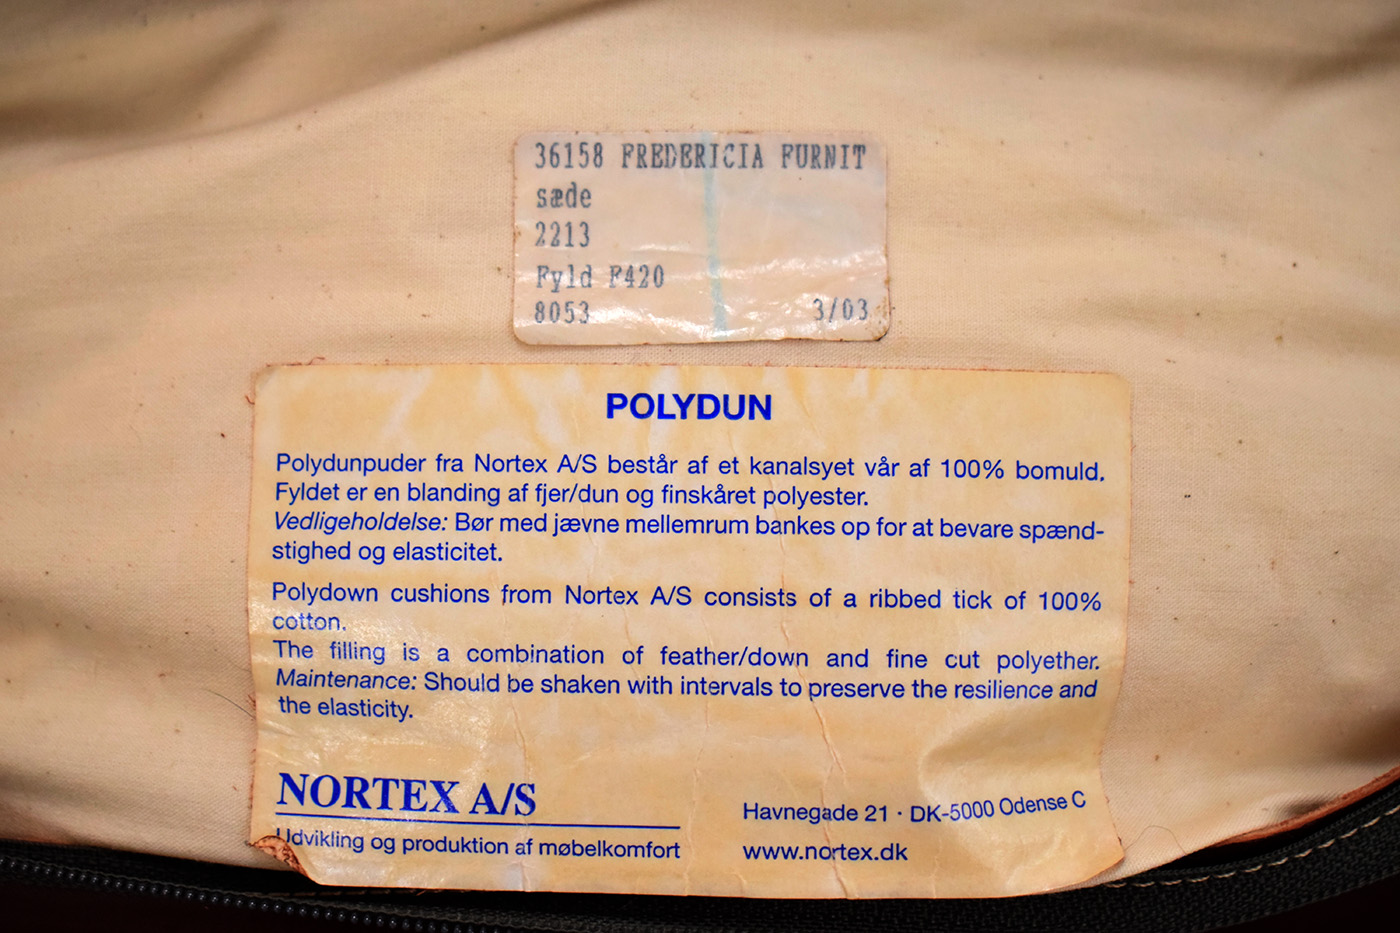 36158 FREDERICIA FURNIT
sæde
2213
Fyld F420
8053 3/03
POLYDUN
Polydunpuder fra Nortex A/S består af et kanalsyet vår af 100% bomuld.
Fyldet er en blanding af fjer/dun og finskåret polyester.
Vedligeholdelse: Bør med jævne mellemrum bankes op for at bevare spænd-
stighed og elasticitet.
Polydown cushions from Nortex A/S consists of a ribbed tick of 100%
cotton.
The filling is a combination of feather/down and fine cut polyether.
Maintenance: Should be shaken with intervals to preserve the resilience and
the elasticity.
NORTEX A/S
Udvikling og produktion af møbelkomfort
Havnegade 21 · DK-5000 Odense C
www.nortex.dk